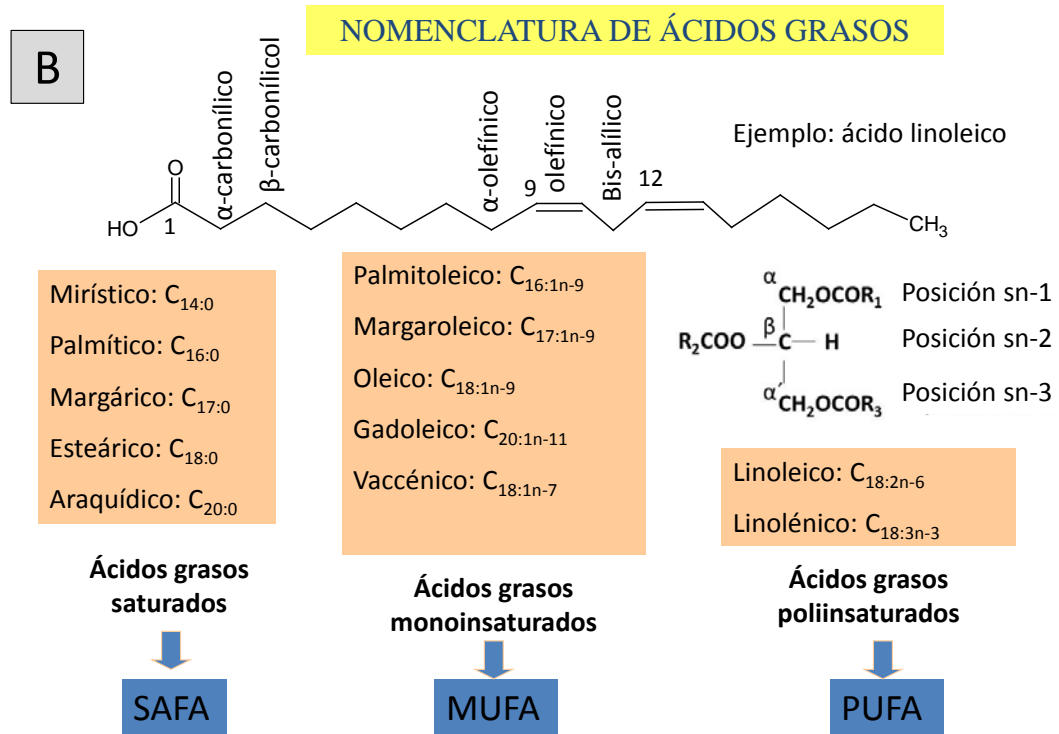 NOMENCLATURA DE ÁCIDOS GRASOS
B
α-carbonílico
β-carbonílicol
α-olefínico
olefínico
Bis-alílico
Ejemplo: ácido linoleico
O
HO
1
9
12
CH₃
Mirístico: C₁₄:₀
Palmítico: C₁₆:₀
Margárico: C₁₇:₀
Esteárico: C₁₈:₀
Araquídico: C₂₀:₀
Ácidos grasos
saturados
SAFA
Palmitoleico: C₁₆:₁ₙ₋₉
Margaroleico: C₁₇:₁ₙ₋₉
Oleico: C₁₈:₁ₙ₋₉
Gadoleico: C₂₀:₁ₙ₋₁₁
Vaccénico: C₁₈:₁ₙ₋₇
Ácidos grasos
monoinsaturados
MUFA
α
CH₂OCOR₁ Posición sn-1
β
R₂COO C H Posición sn-2
α´
CH₂OCOR₃ Posición sn-3
Linoleico: C₁₈:₂ₙ₋₆
Linolénico: C₁₈:₃ₙ₋₃
Ácidos grasos
poliinsaturados
PUFA